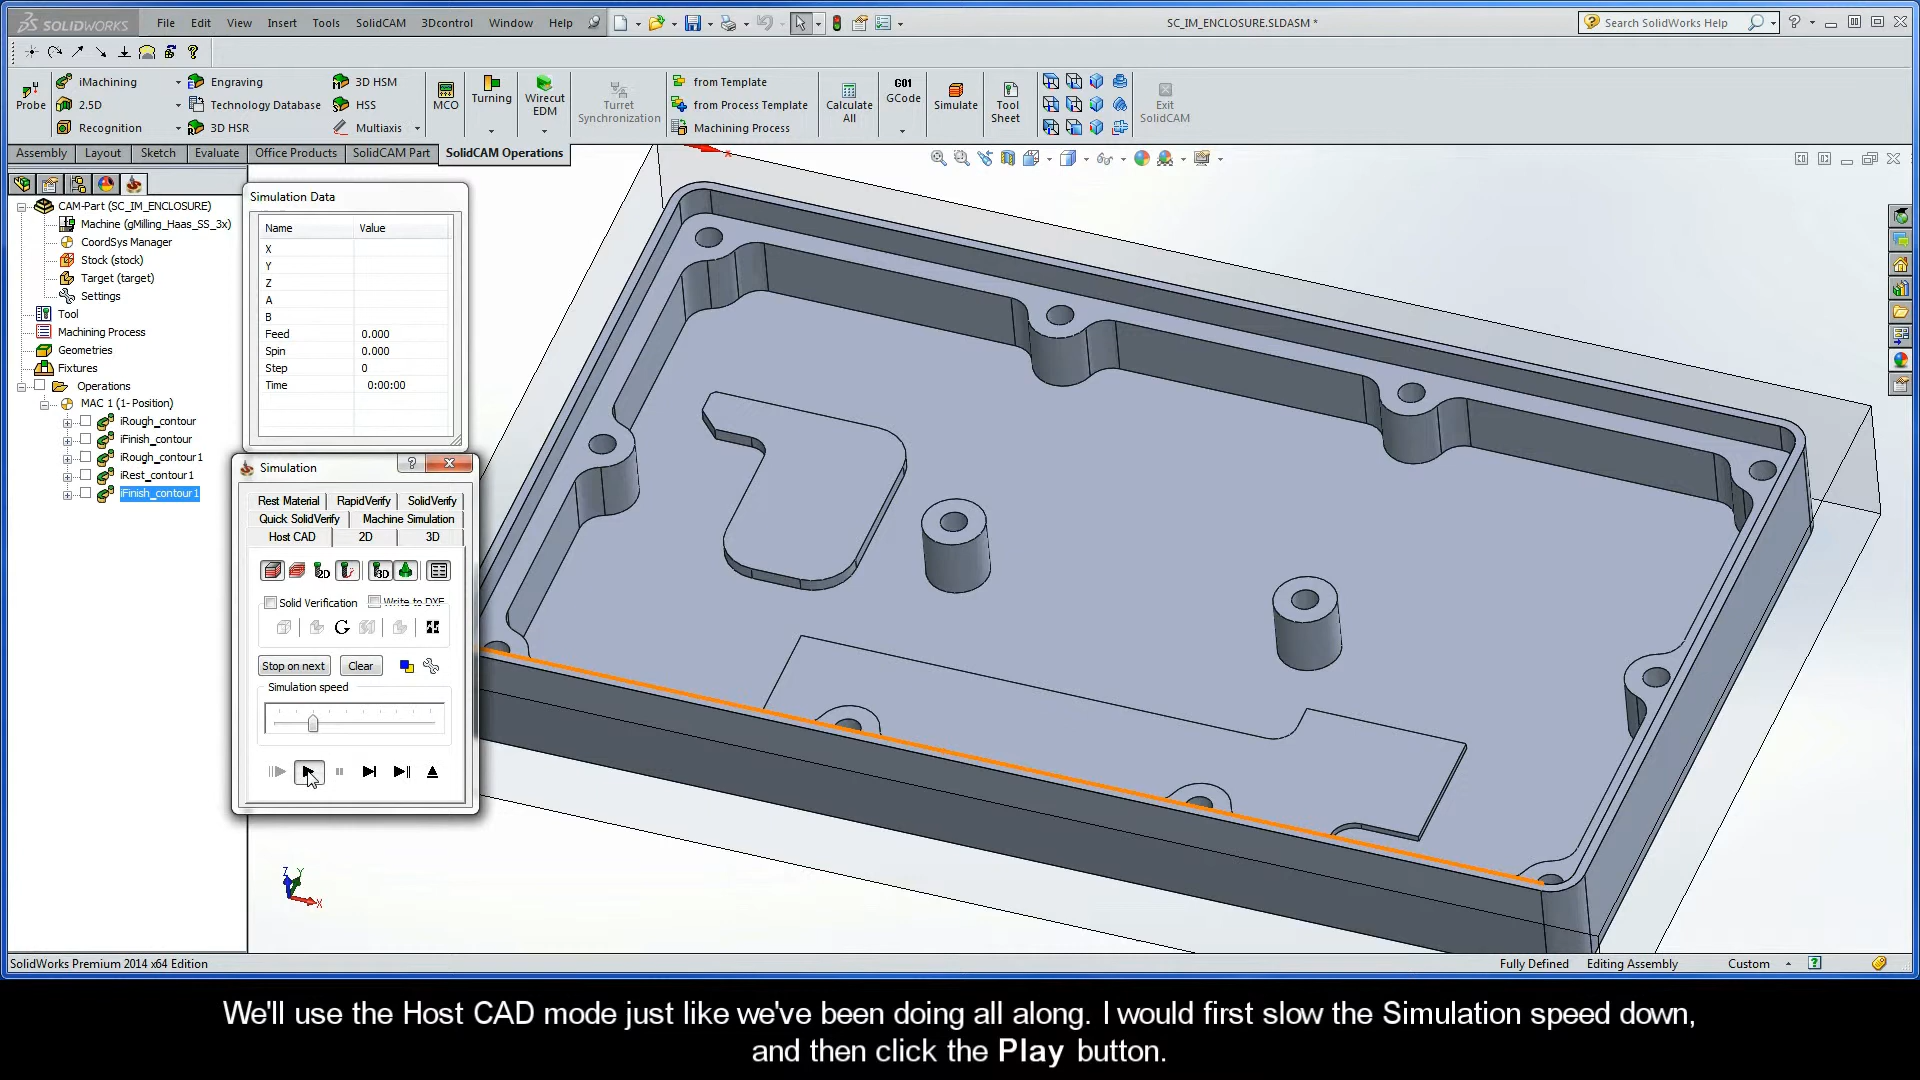 SOLIDWORKS File Edit View Insert Tools SolidCAM 3Dcontrol Window Help SC_IM_ENCLOSURE.SLDASM * Search SolidWorks Help
Probe
iMachining
2.5D
Recognition
Engraving
Technology Database
3D HSR
3D HSM
HSS
Multiaxis
MCO
Turning
Wirecut
EDM
Turret
Synchronization
from Template
from Process Template
Machining Process
Calculate
All
G01
GCode
Simulate
Tool
Sheet
Exit
SolidCAM
Assembly Layout Sketch Evaluate Office Products SolidCAM Part SolidCAM Operations
CAM-Part (SC_IM_ENCLOSURE)
Machine (gMilling_Haas_SS_3x)
CoordSys Manager
Stock (stock)
Target (target)
Settings
Tool
Machining Process
Geometries
Fixtures
Operations
MAC 1 (1- Position)
iRough_contour
iFinish_contour
iRough_contour1
iRest_contour1
iFinish_contour1
Simulation Data
Name Value
X
Y
Z
A
B
Feed 0.000
Spin 0.000
Step 0
Time 0:00:00
Simulation
Rest Material RapidVerify SolidVerify
Quick SolidVerify Machine Simulation
Host CAD 2D 3D
2D 3D
Solid Verification Write to DXF
Stop on next Clear
Simulation speed
Z Y X
X
SolidWorks Premium 2014 x64 Edition Fully Defined Editing Assembly Custom
We'll use the Host CAD mode just like we've been doing all along. I would first slow the Simulation speed down,
and then click the Play button.